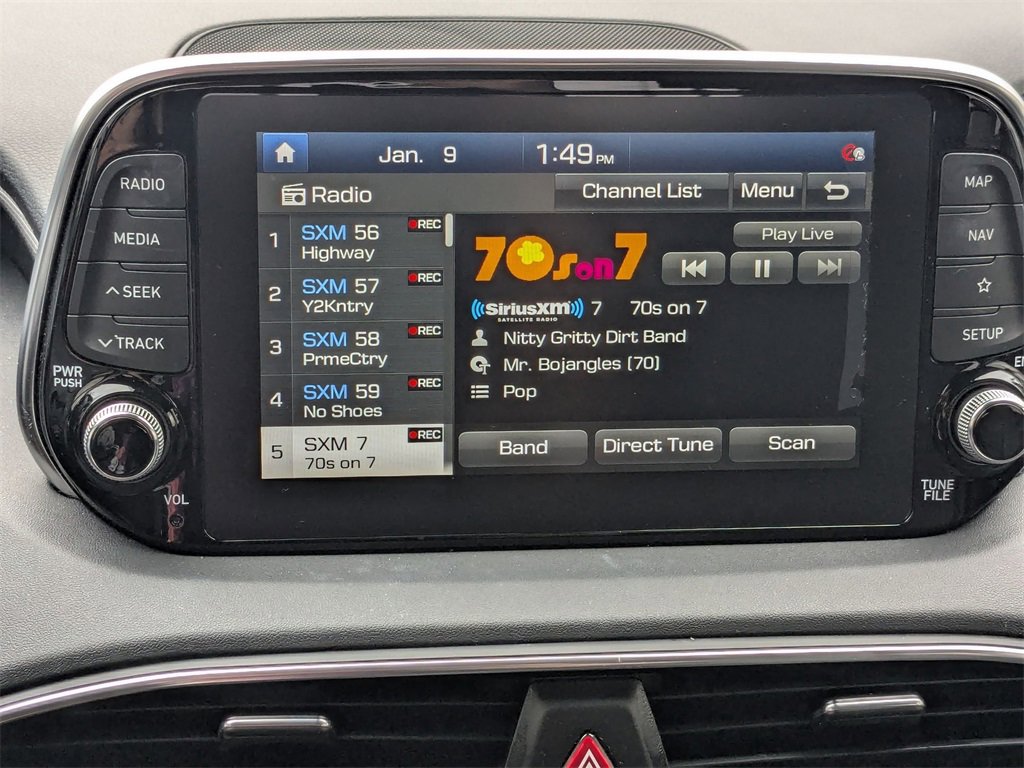 Jan. 9 1:49 PM
Radio Channel List Menu
RADIO
MEDIA
SEEK
TRACK
PWR
PUSH
VOL
1 SXM 56 REC
Highway
2 SXM 57 REC
Y2Kntry
3 SXM 58 REC
PrmeCtry
4 SXM 59 REC
No Shoes
5 SXM 7 REC
70s on 7
70s on 7
Play Live
((SiriusXM)) 7 70s on 7
SATELLITE RADIO
Nitty Gritty Dirt Band
Mr. Bojangles (70)
Pop
Band Direct Tune Scan
MAP
NAV
SETUP
TUNE
FILE